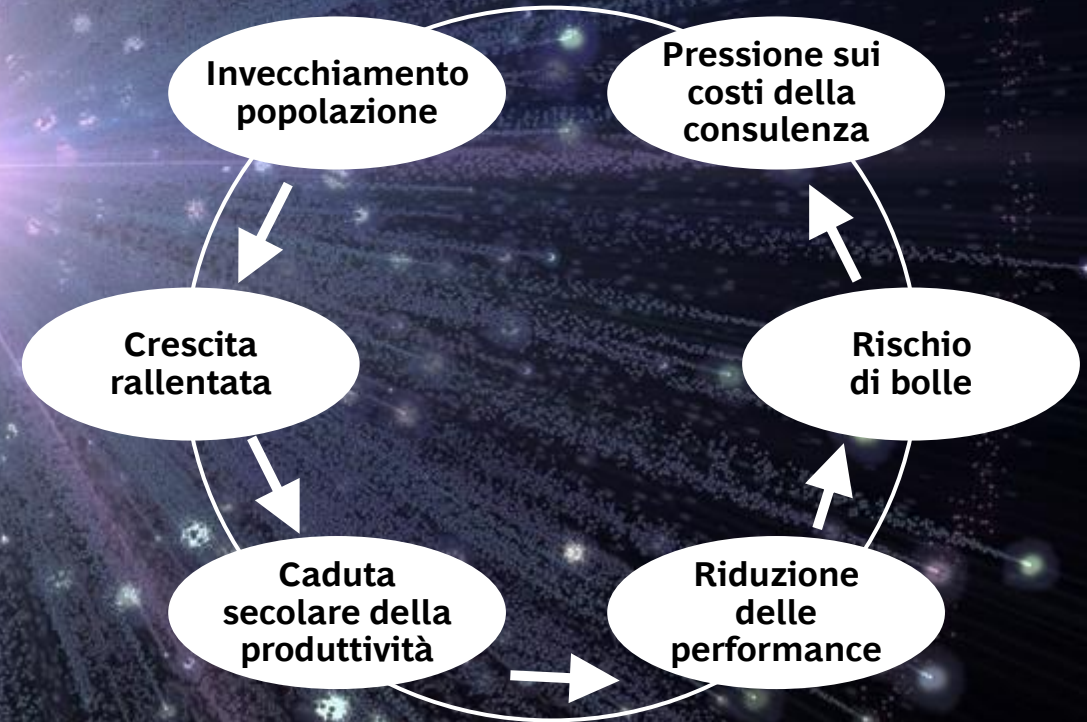 Invecchiamento
popolazione
Pressione sui
costi della
consulenza
Crescita
rallentata
Rischio
di bolle
Caduta
secolare della
produttività
Riduzione
delle
performance